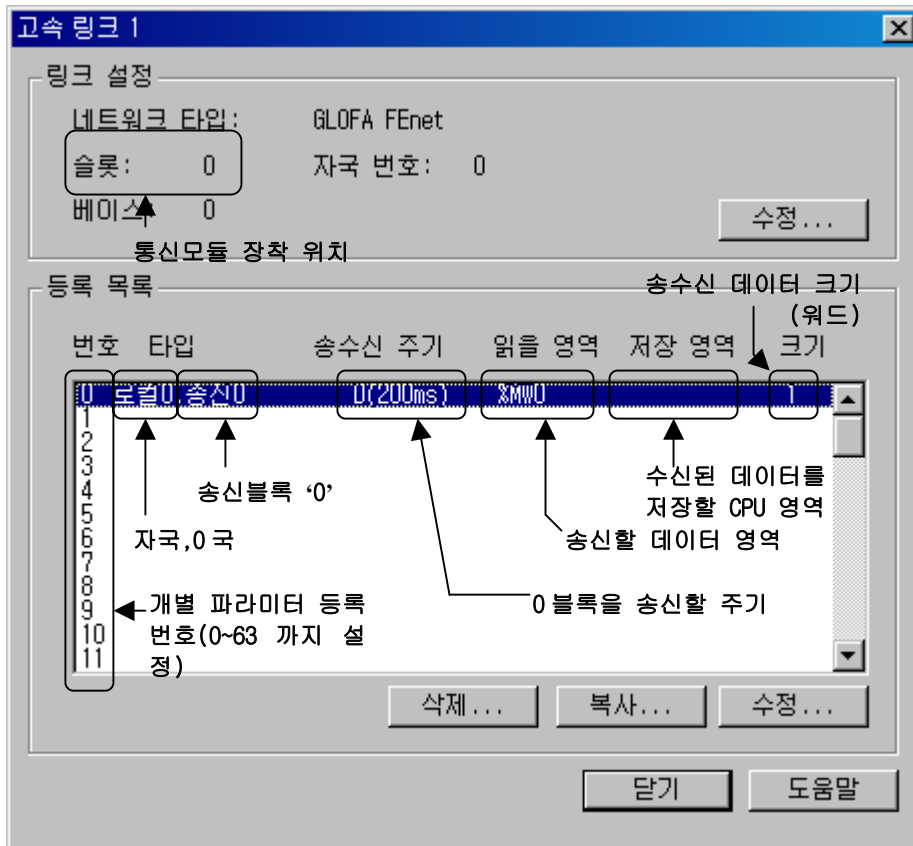 고속 링크 1
링크 설정
네트워크 타입: GLOFA FEnet
슬롯: 0 자국 번호: 0
베이스: 0
수정...
통신모듈 장착 위치
등록 목록
송수신 데이터 크기
(워드)
번호 타입 송수신 주기 읽을 영역 저장 영역 크기
0 로컬0,송신0 0(200ms) %MW0 1
1
2
3
4
5
6
7
8
9
10
11
송신블록 ‘0’
수신된 데이터를
저장할 CPU 영역
자국,0 국
송신할 데이터 영역
개별 파라미터 등록
번호(0~63 까지 설
정)
0 블록을 송신할 주기
삭제... 복사... 수정...
닫기 도움말